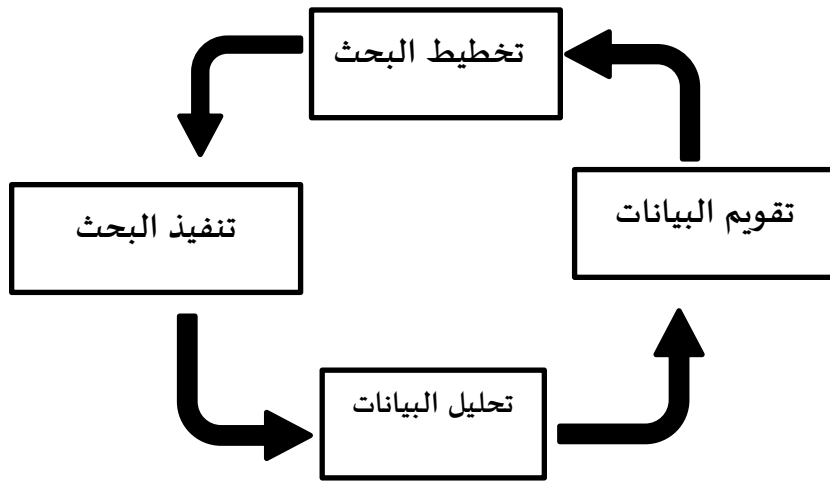 تخطيط البحث
تقويم البيانات
تنفيذ البحث
تحليل البيانات